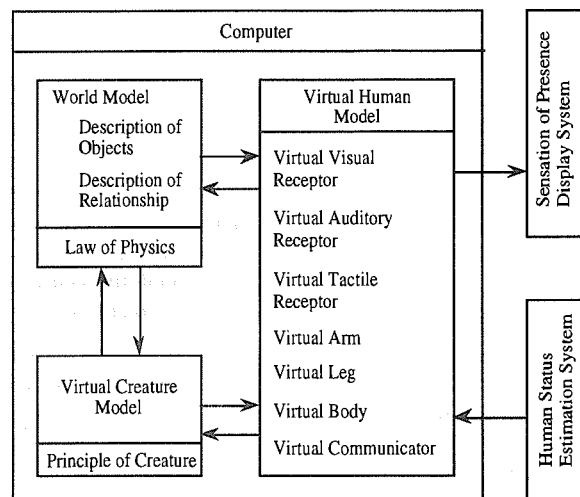 Computer
World Model
Description of
Objects
Description of
Relationship
Law of Physics
Virtual Creature
Model
Principle of Creature
Virtual Human
Model
Virtual Visual
Receptor
Virtual Auditory
Receptor
Virtual Tactile
Receptor
Virtual Arm
Virtual Leg
Virtual Body
Virtual Communicator
Sensation of Presence
Display System
Human Status
Estimation System